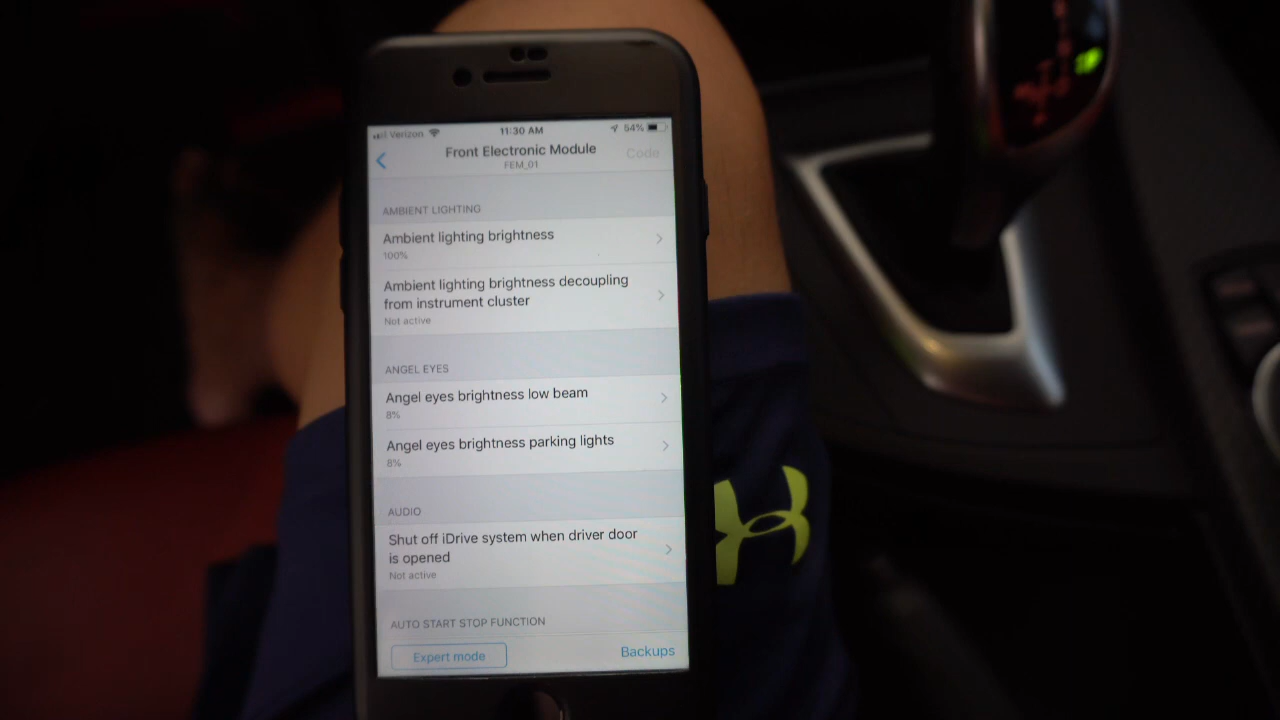 Verizon
11:30 AM
54%
Front Electronic Module
Code
FEM_01
AMBIENT LIGHTING
Ambient lighting brightness
100%
Ambient lighting brightness decoupling
from instrument cluster
Not active
ANGEL EYES
Angel eyes brightness low beam
8%
Angel eyes brightness parking lights
8%
AUDIO
Shut off iDrive system when driver door
is opened
Not active
AUTO START STOP FUNCTION
Expert mode
Backups